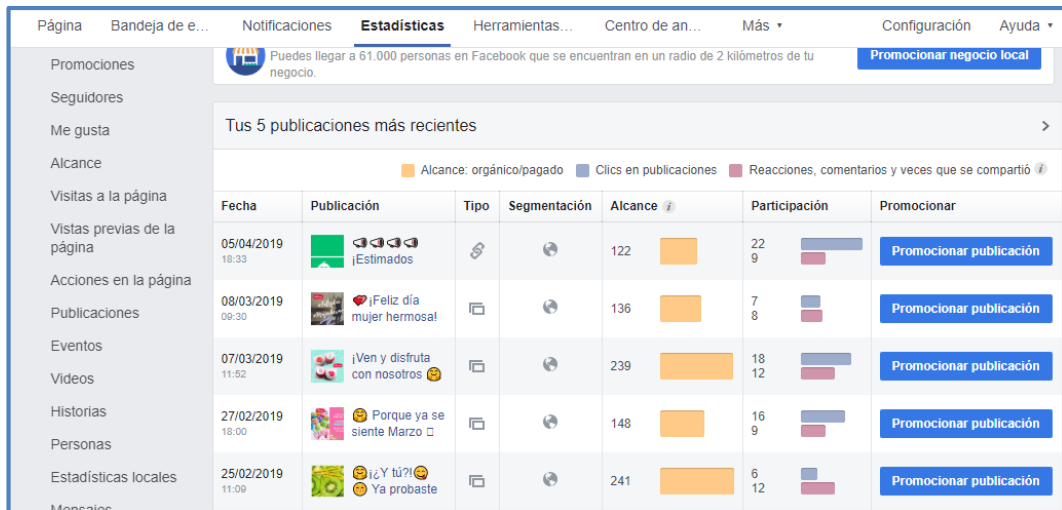 Página Bandeja de e... Notificaciones Estadísticas Herramientas... Centro de an... Más Configuración Ayuda
Promociones
Seguidores
Me gusta
Alcance
Visitas a la página
Vistas previas de la
página
Acciones en la página
Publicaciones
Eventos
Videos
Historias
Personas
Estadísticas locales
Mensajes
Puedes llegar a 61.000 personas en Facebook que se encuentran en un radio de 2 kilómetros de tu
negocio.
Promocionar negocio local
Tus 5 publicaciones más recientes
Alcance: orgánico/pagado Clics en publicaciones Reacciones, comentarios y veces que se compartió i
Fecha Publicación Tipo Segmentación Alcance i Participación Promocionar
05/04/2019 122 22 Promocionar publicación
18:33 ¡Estimados 9
08/03/2019 ¡Feliz día 136 7 Promocionar publicación
09:30 mujer hermosa! 8
07/03/2019 ¡Ven y disfruta 239 18 Promocionar publicación
11:52 con nosotros 🤗 12
27/02/2019 🤗 Porque ya se 148 16 Promocionar publicación
18:00 siente Marzo 9
25/02/2019 🤗¡¿Y tú?!😋 241 6 Promocionar publicación
11:09 Ya probaste 12